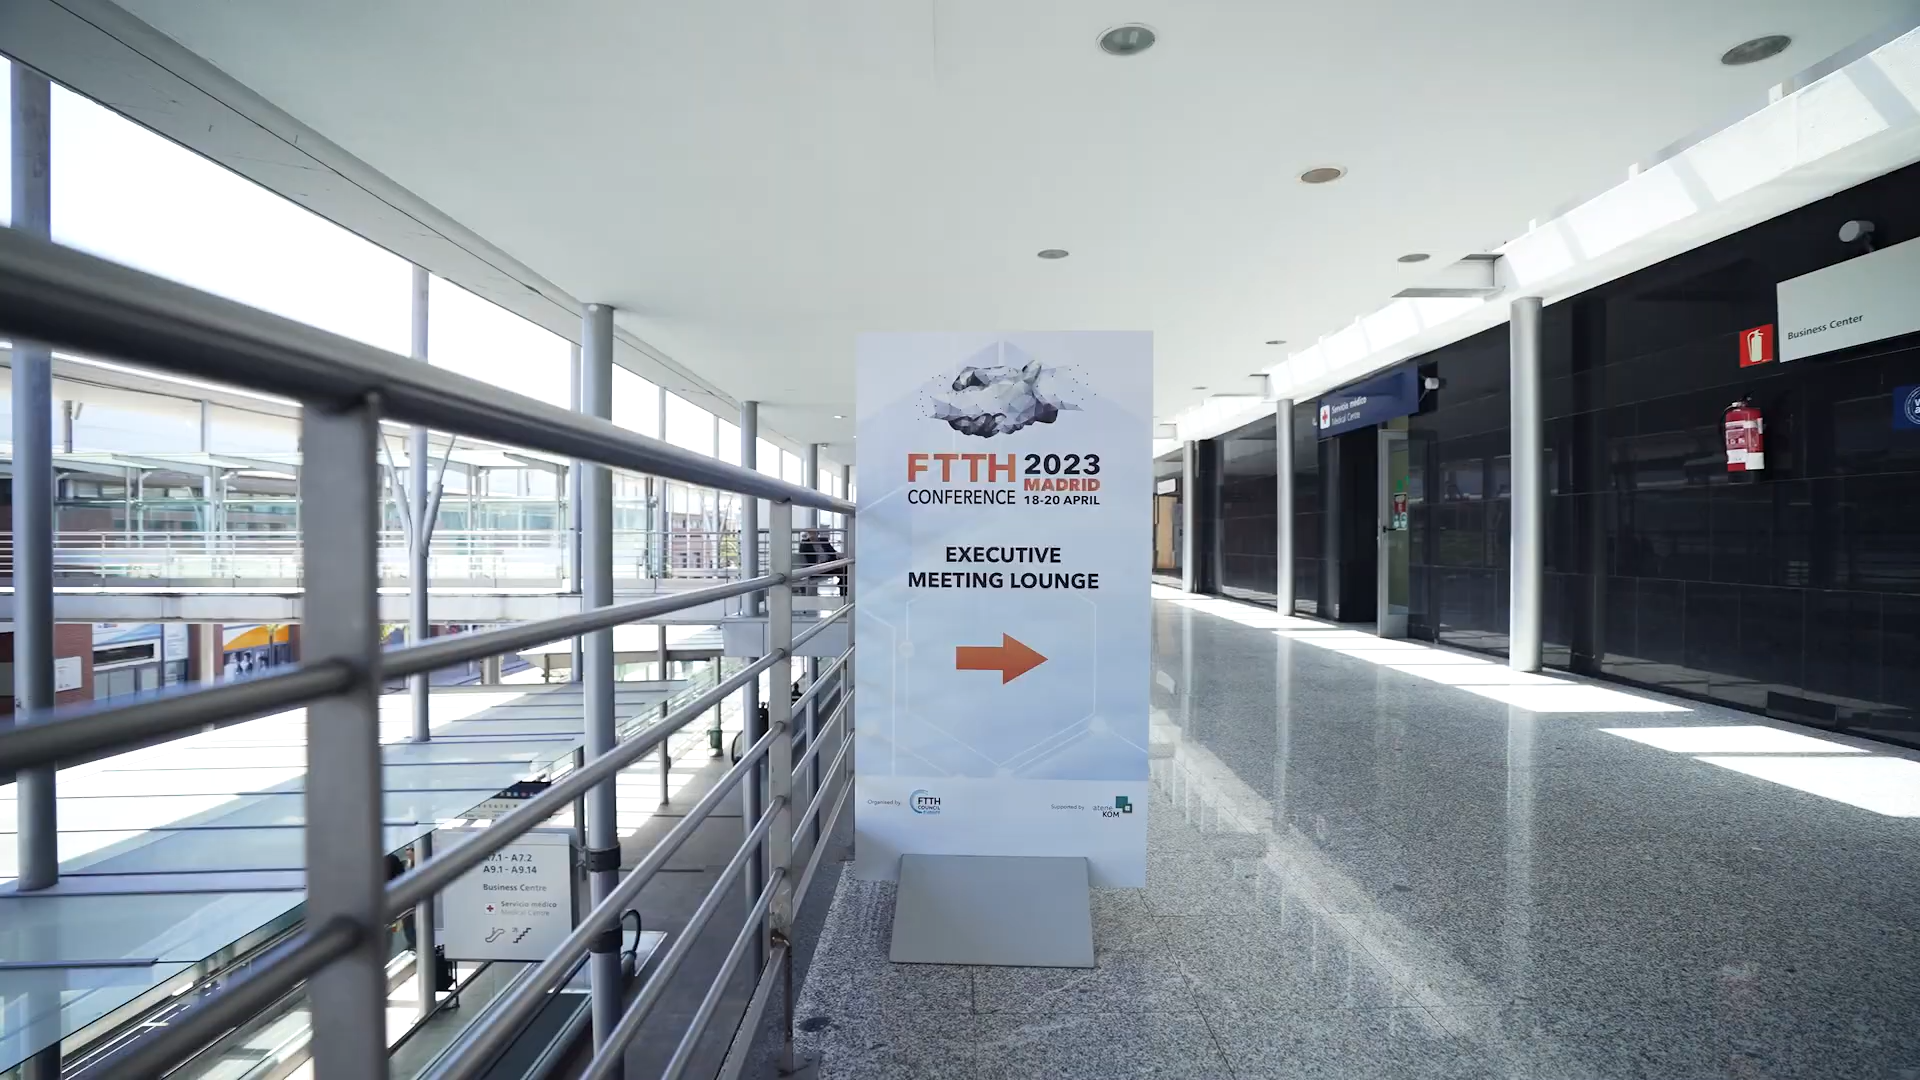 FTTH 2023
CONFERENCE MADRID
18-20 APRIL
EXECUTIVE
MEETING LOUNGE
Organised by
FTTH
COUNCIL
EUROPE
Supported by
atene
KOM
Business Center
Servicio médico
Medical Centre
A7.1 - A7.2
A9.1 - A9.14
Business Centre
Servicio médico
Medical Centre